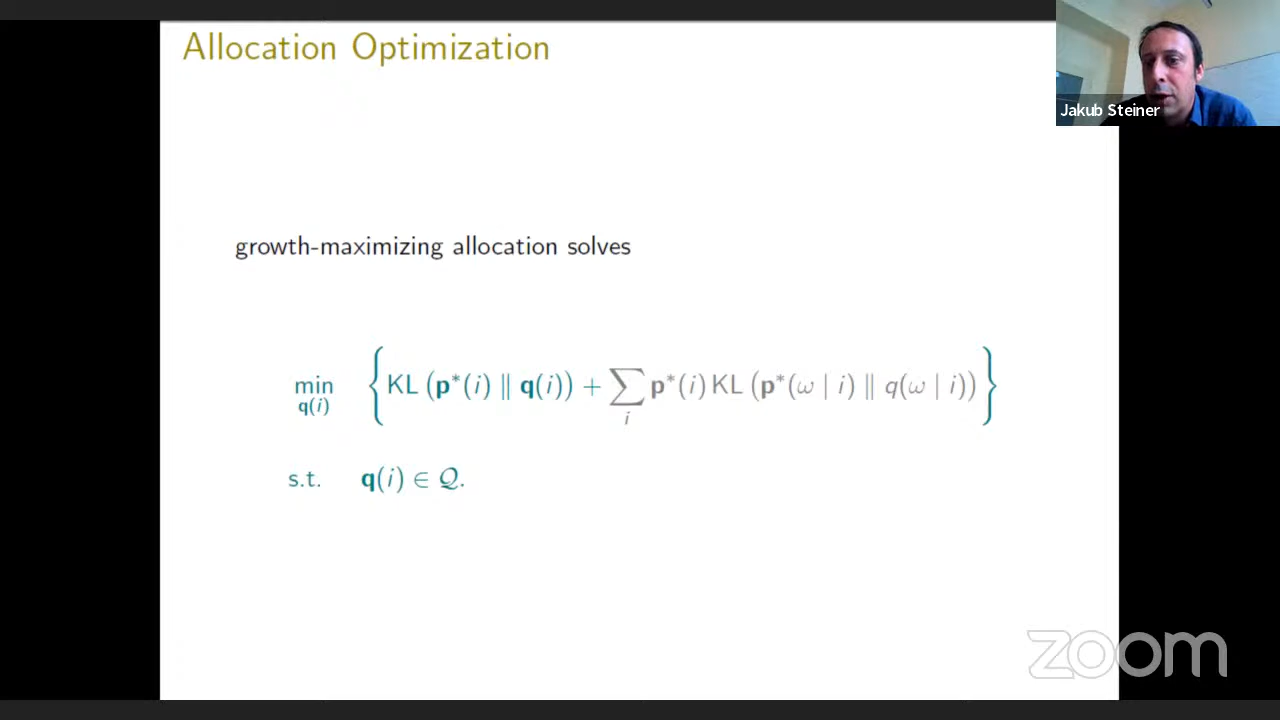 Allocation Optimization
Jakub Steiner
growth-maximizing allocation solves
min { KL (p*(i) ∥ q(i)) + ∑ p*(i) KL (p*(ω | i) ∥ q(ω | i)) }
q(i) i
s.t. q(i) ∈ 𝒬.
zoom